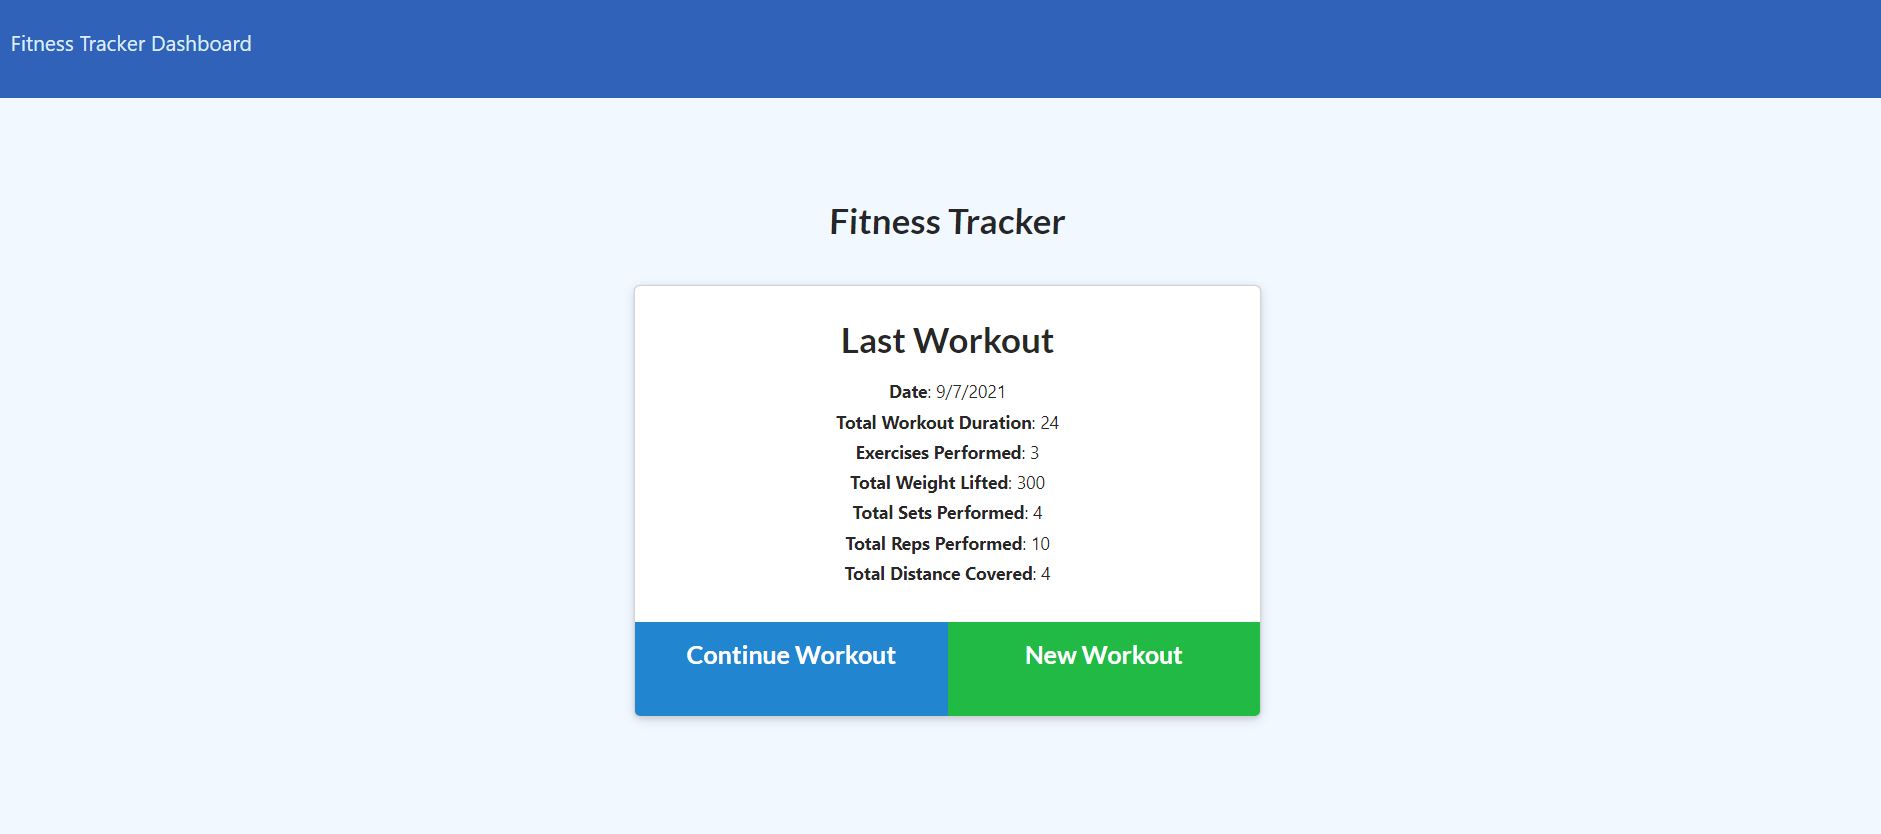 Fitness Tracker Dashboard
Fitness Tracker
Last Workout
Date: 9/7/2021
Total Workout Duration: 24
Exercises Performed: 3
Total Weight Lifted: 300
Total Sets Performed: 4
Total Reps Performed: 10
Total Distance Covered: 4
Continue Workout
New Workout